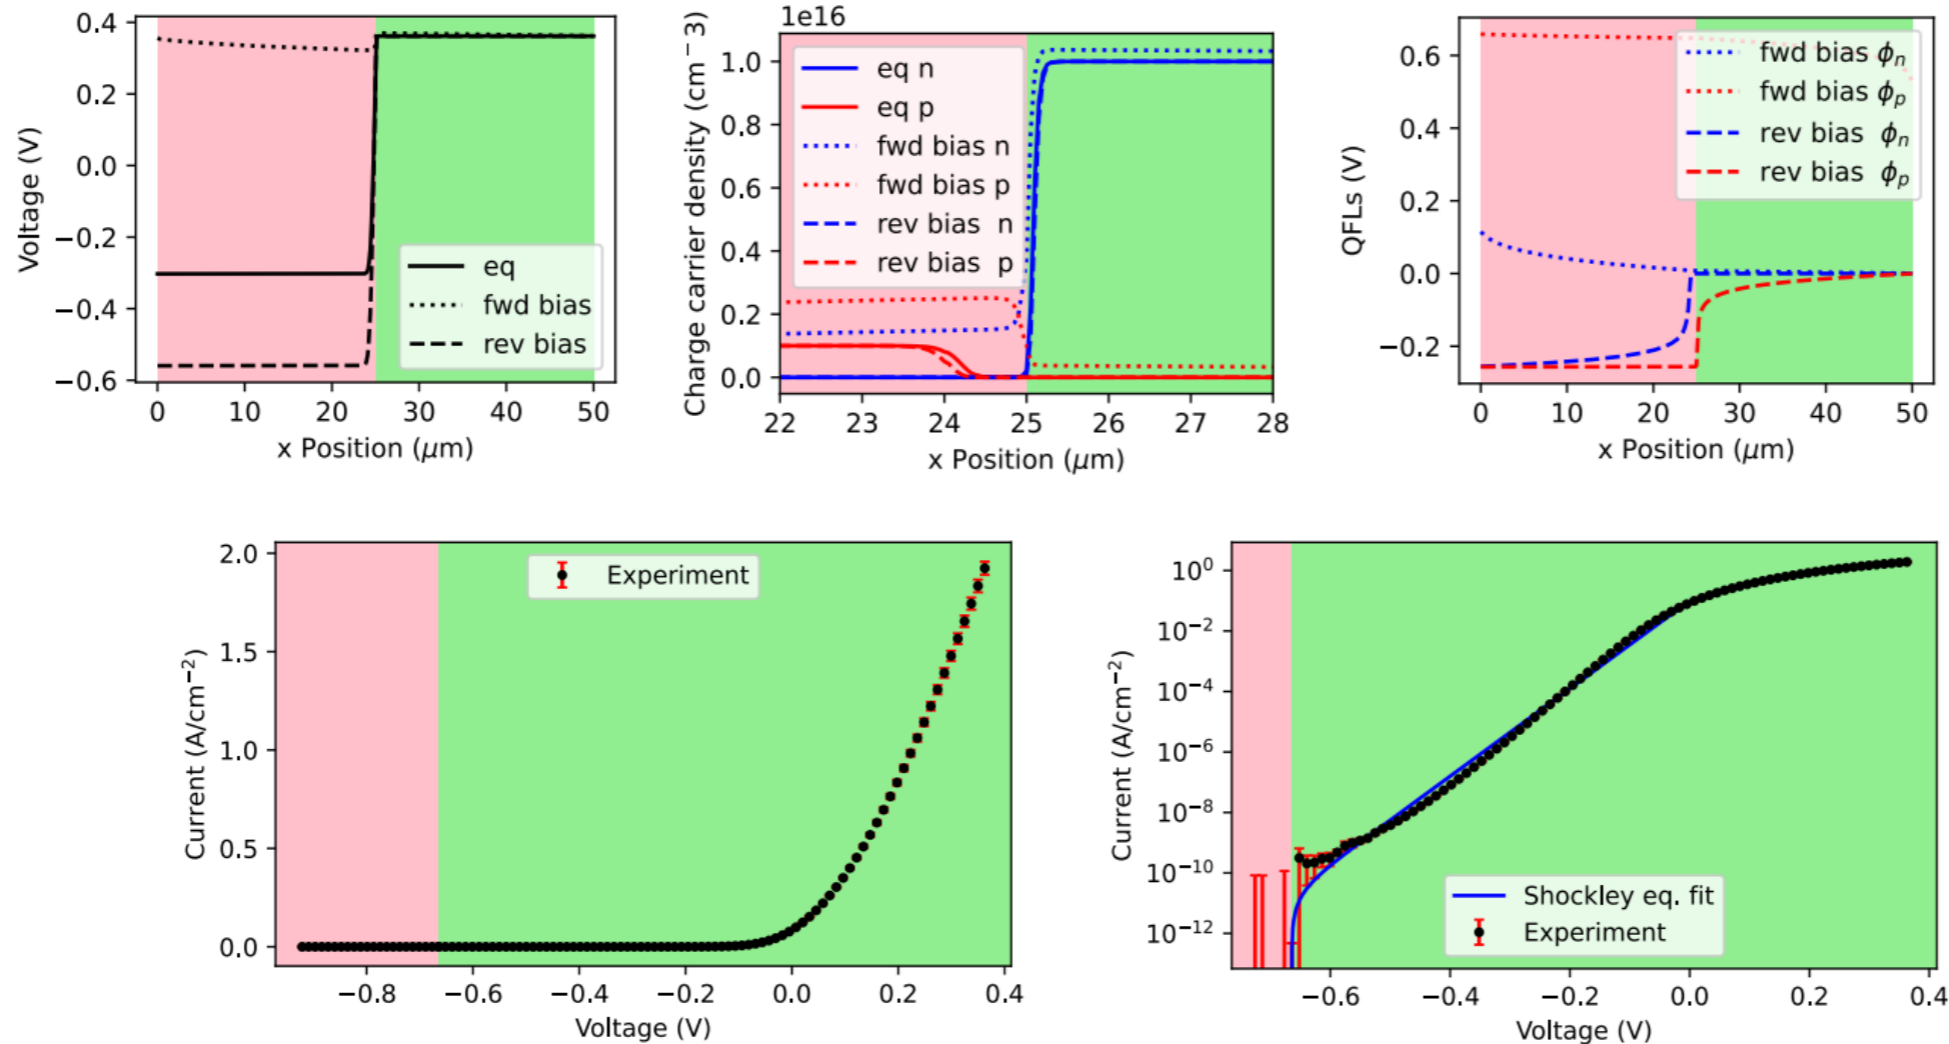 0.4
0.2
0.0
−0.2
−0.4
−0.6
Voltage (V)
0 10 20 30 40 50
x Position (μm)
eq
fwd bias
rev bias
1e16
1.0
0.8
0.6
0.4
0.2
0.0
Charge carrier density (cm⁻3)
22 23 24 25 26 27 28
x Position (μm)
eq n
eq p
fwd bias n
fwd bias p
rev bias n
rev bias p
0.6
0.4
0.2
0.0
−0.2
QFLs (V)
0 10 20 30 40 50
x Position (μm)
fwd bias ϕₙ
fwd bias ϕₚ
rev bias ϕₙ
rev bias ϕₚ
2.0
1.5
1.0
0.5
0.0
Current (A/cm⁻²)
−0.8 −0.6 −0.4 −0.2 0.0 0.2 0.4
Voltage (V)
Experiment
10⁰
10⁻²
10⁻⁴
10⁻⁶
10⁻⁸
10⁻¹⁰
10⁻¹²
Current (A/cm⁻²)
−0.6 −0.4 −0.2 0.0 0.2 0.4
Voltage (V)
Shockley eq. fit
Experiment